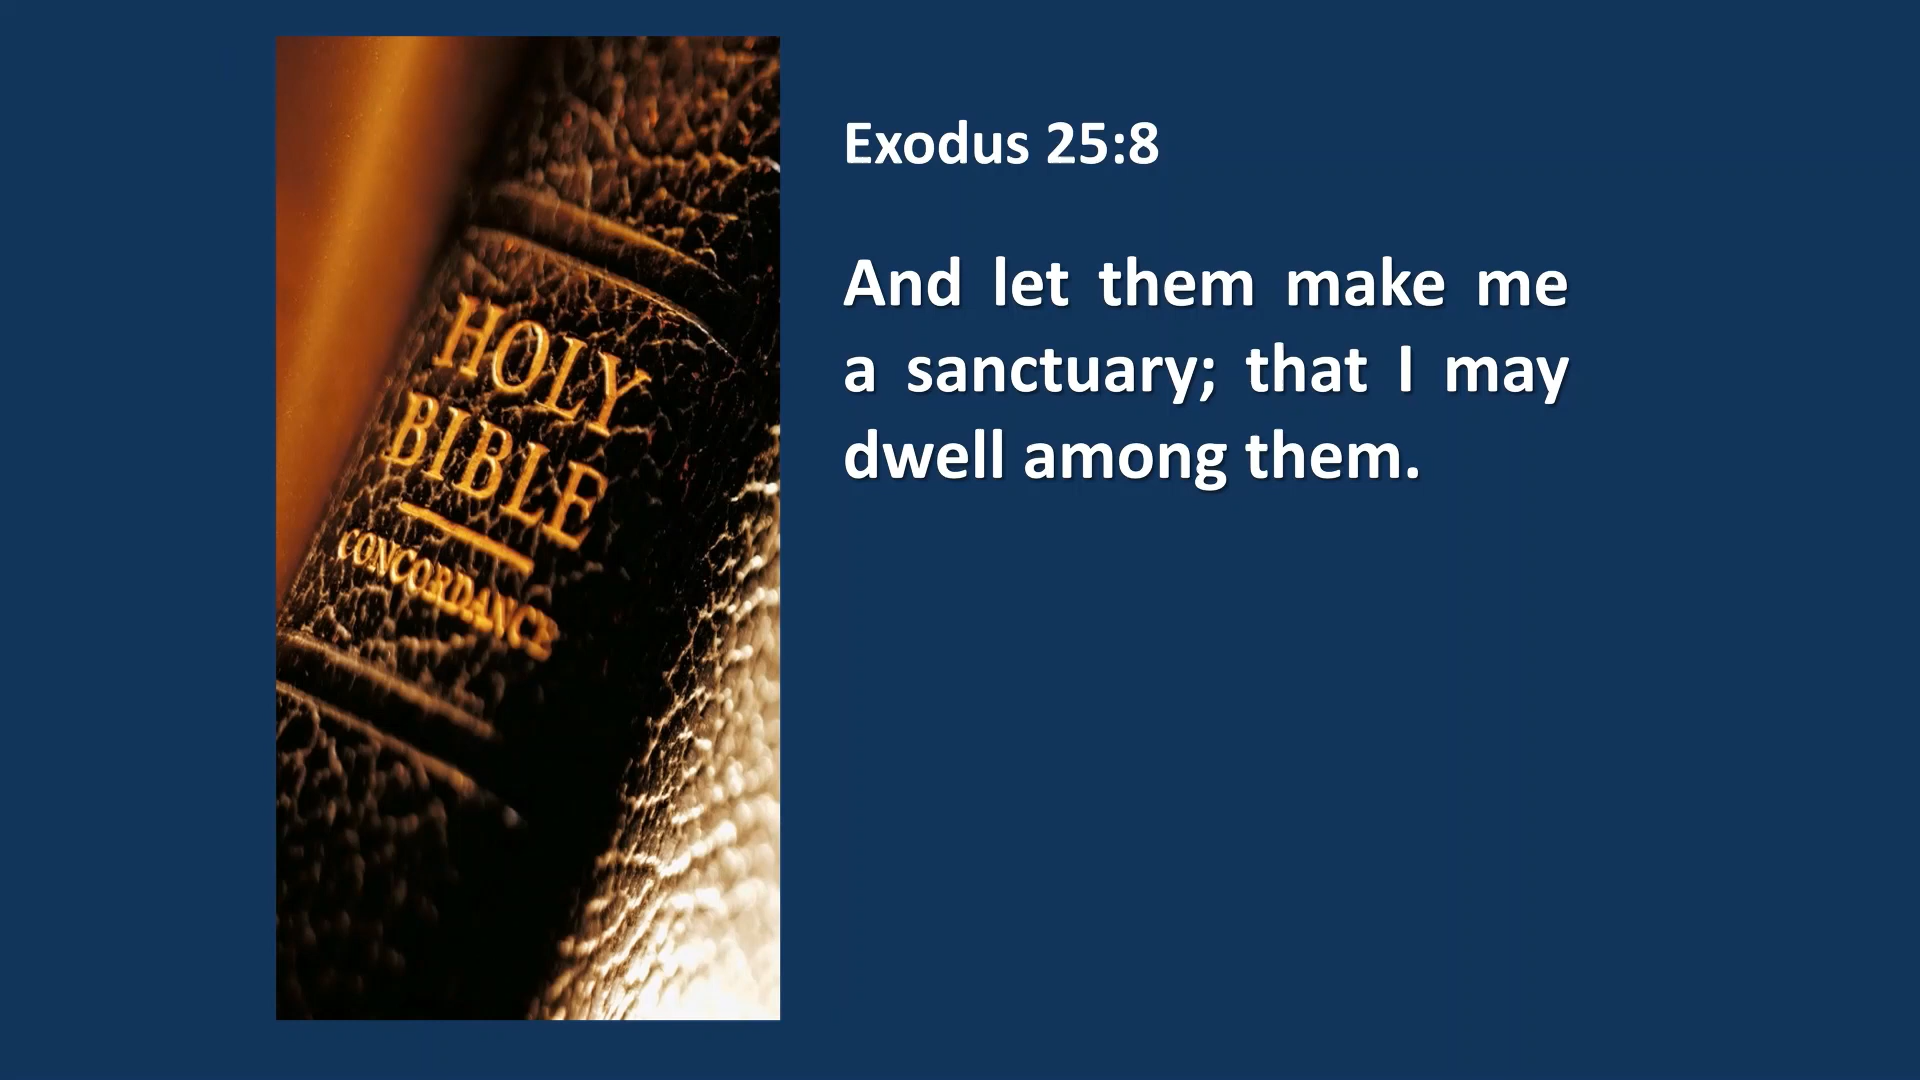 HOLY
BIBLE
CONCORDANCE
Exodus 25:8
And let them make me
a sanctuary; that I may
dwell among them.